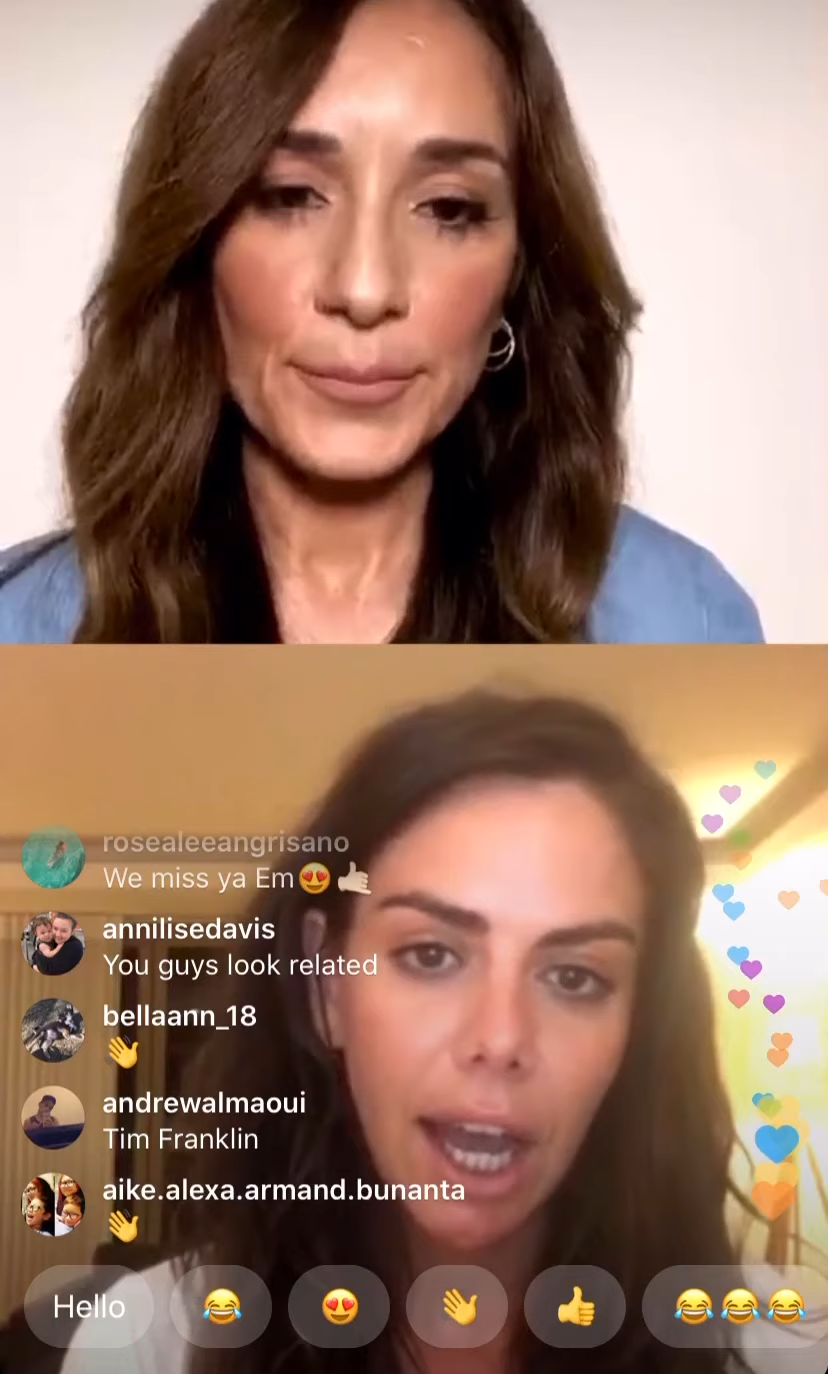 rosealeeangrisano
We miss ya Em😍🤙🏻
annilisedavis
You guys look related
bellaann_18
👋
andrewalmaoui
Tim Franklin
aike.alexa.armand.bunanta
👋
Hello 😂 😍 👋 👍 😂😂😂